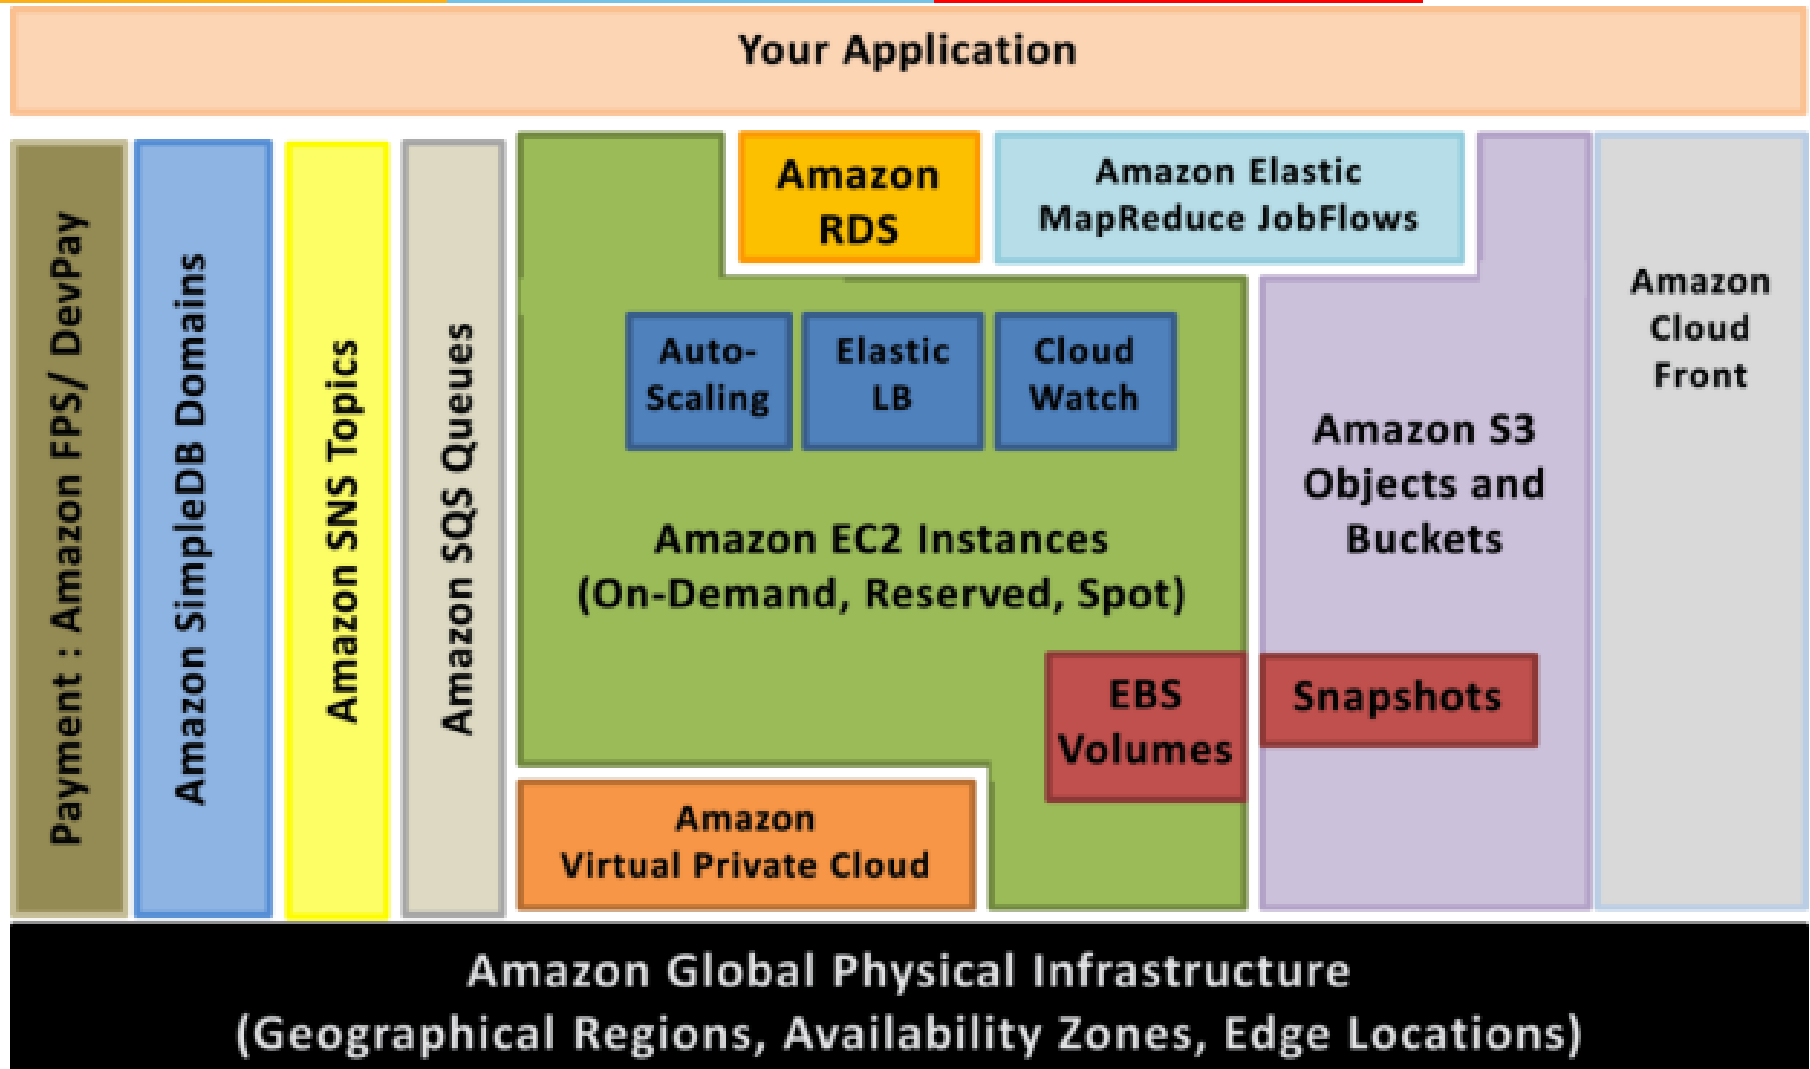 Your Application
Payment : Amazon FPS/ DevPay
Amazon SimpleDB Domains
Amazon SNS Topics
Amazon SQS Queues
Amazon
RDS
Amazon Elastic
MapReduce JobFlows
Auto-
Scaling
Elastic
LB
Cloud
Watch
Amazon EC2 Instances
(On-Demand, Reserved, Spot)
EBS
Volumes
Amazon
Virtual Private Cloud
Amazon S3
Objects and
Buckets
Snapshots
Amazon
Cloud
Front
Amazon Global Physical Infrastructure
(Geographical Regions, Availability Zones, Edge Locations)